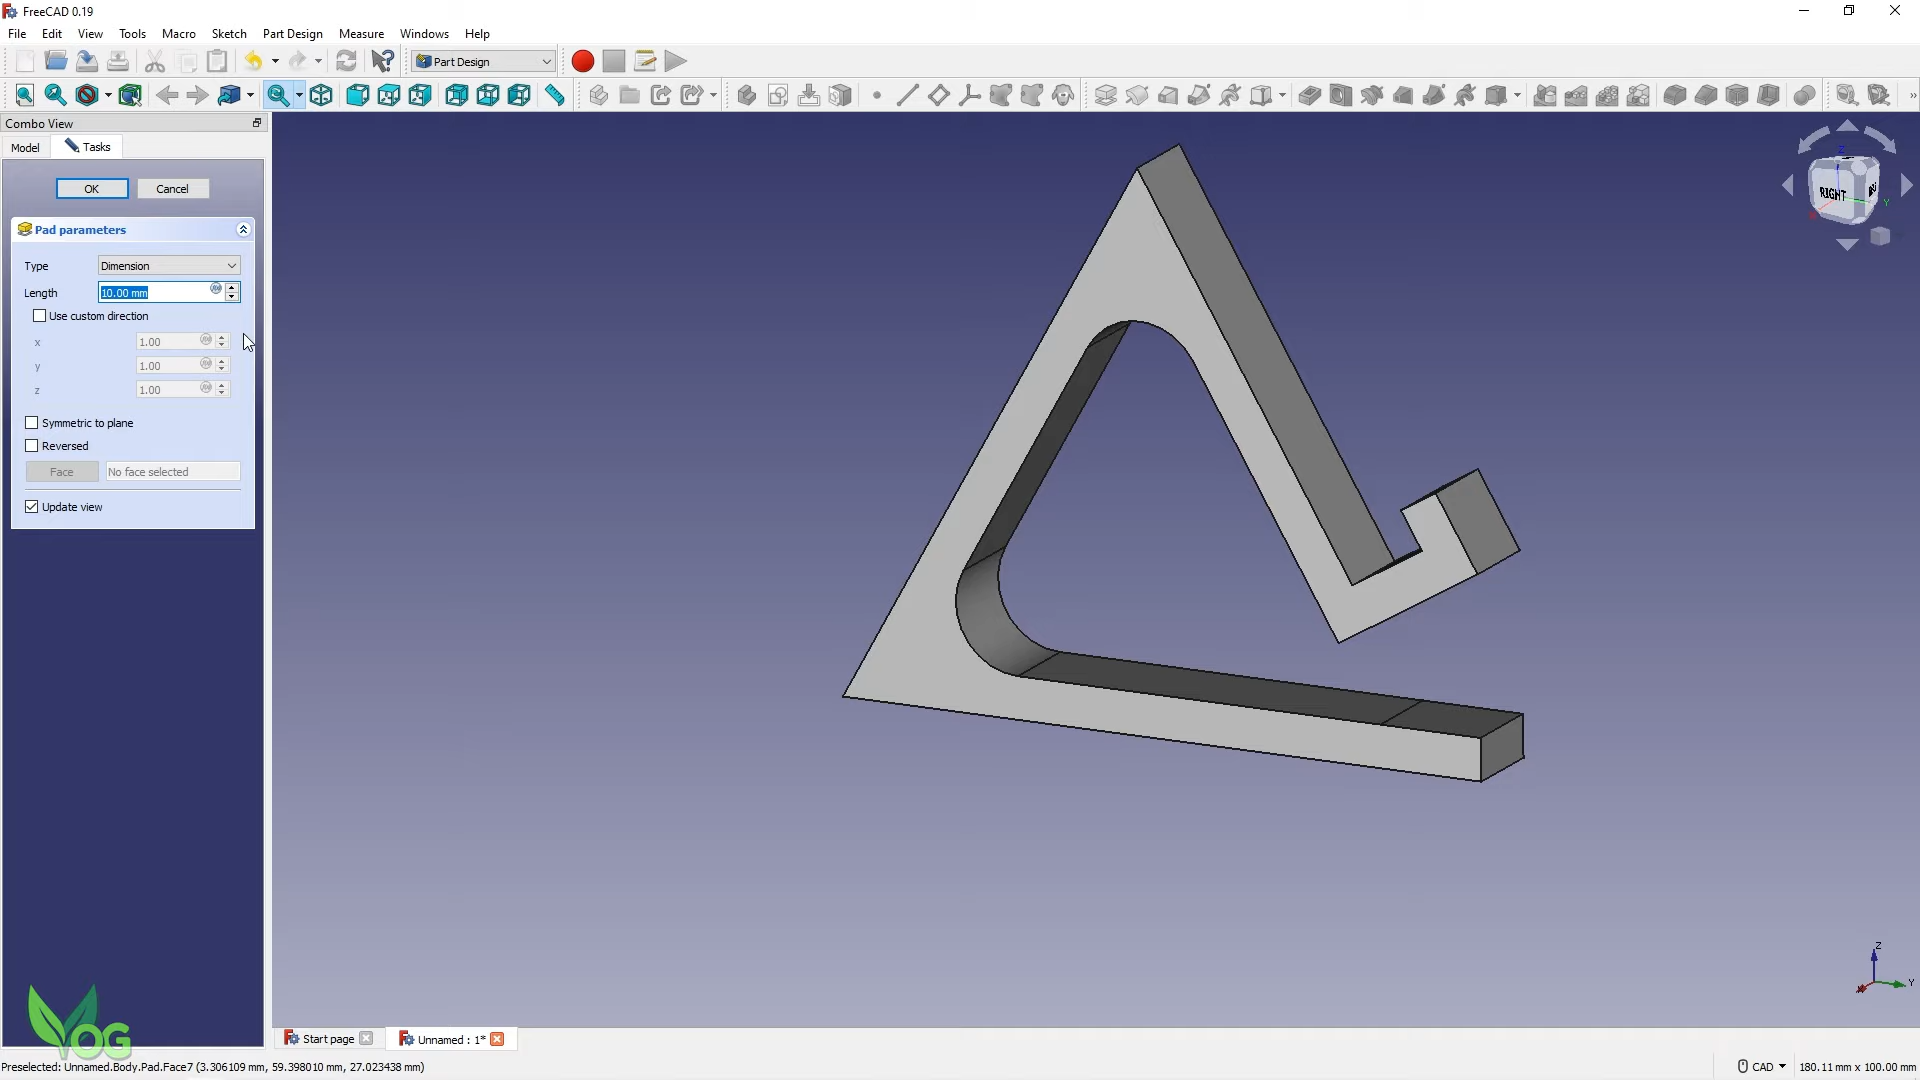 FreeCAD 0.19
File Edit View Tools Macro Sketch Part Design Measure Windows Help
Part Design
Combo View
Model Tasks
OK Cancel
Pad parameters
Type Dimension
Length 10.00 mm
Use custom direction
x 1.00
y 1.00
z 1.00
Symmetric to plane
Reversed
Face No face selected
Update view
Z
RIGHT
Y
Z
Y
OG
Start page Unnamed : 1*
Preselected: Unnamed.Body.Pad.Face7 (3.306109 mm, 59.398010 mm, 27.023438 mm) CAD 180.11 mm x 100.00 mm